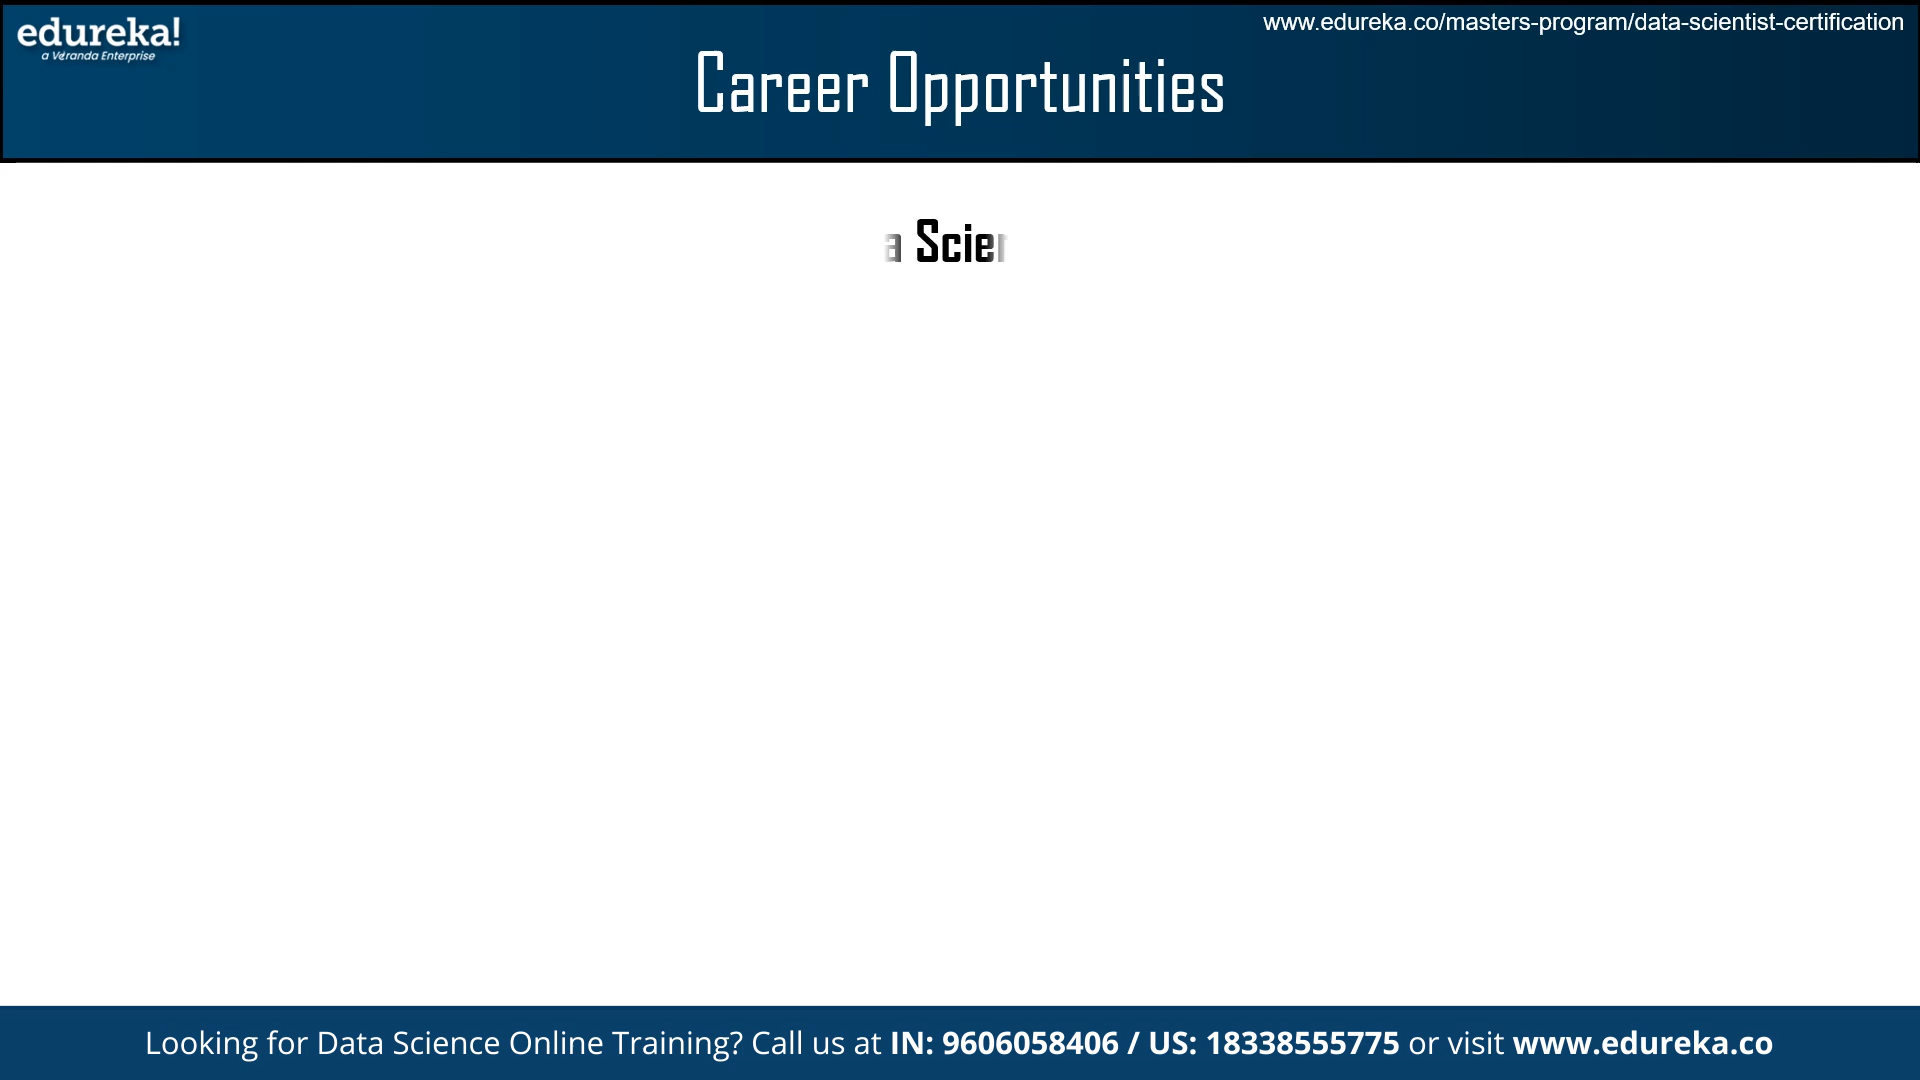 edureka!
a Veranda Enterprise
www.edureka.co/masters-program/data-scientist-certification
Career Opportunities
a Scie
Looking for Data Science Online Training? Call us at IN: 9606058406 / US: 18338555775 or visit www.edureka.co